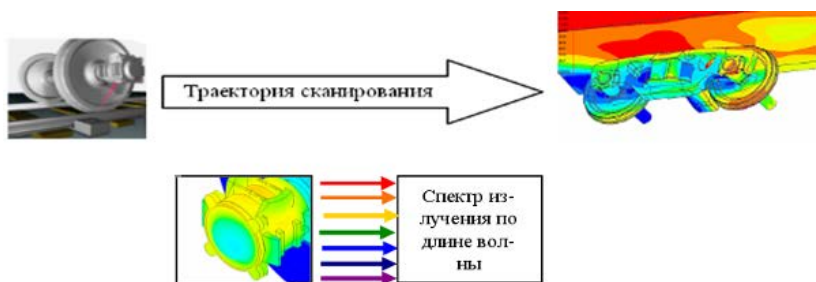 Траектория сканирования
Спектр из-
лучения по
длине вол-
ны